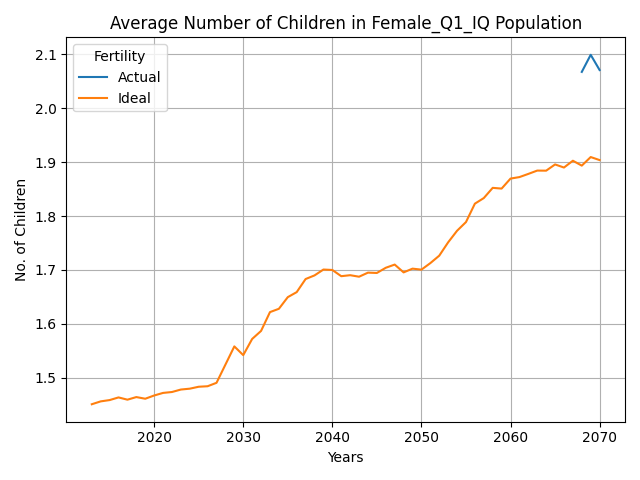 Average Number of Children in Female_Q1_IQ Population
Fertility
Actual
Ideal
2.1
2.0
1.9
1.8
1.7
1.6
1.5
No. of Children
2020 2030 2040 2050 2060 2070
Years